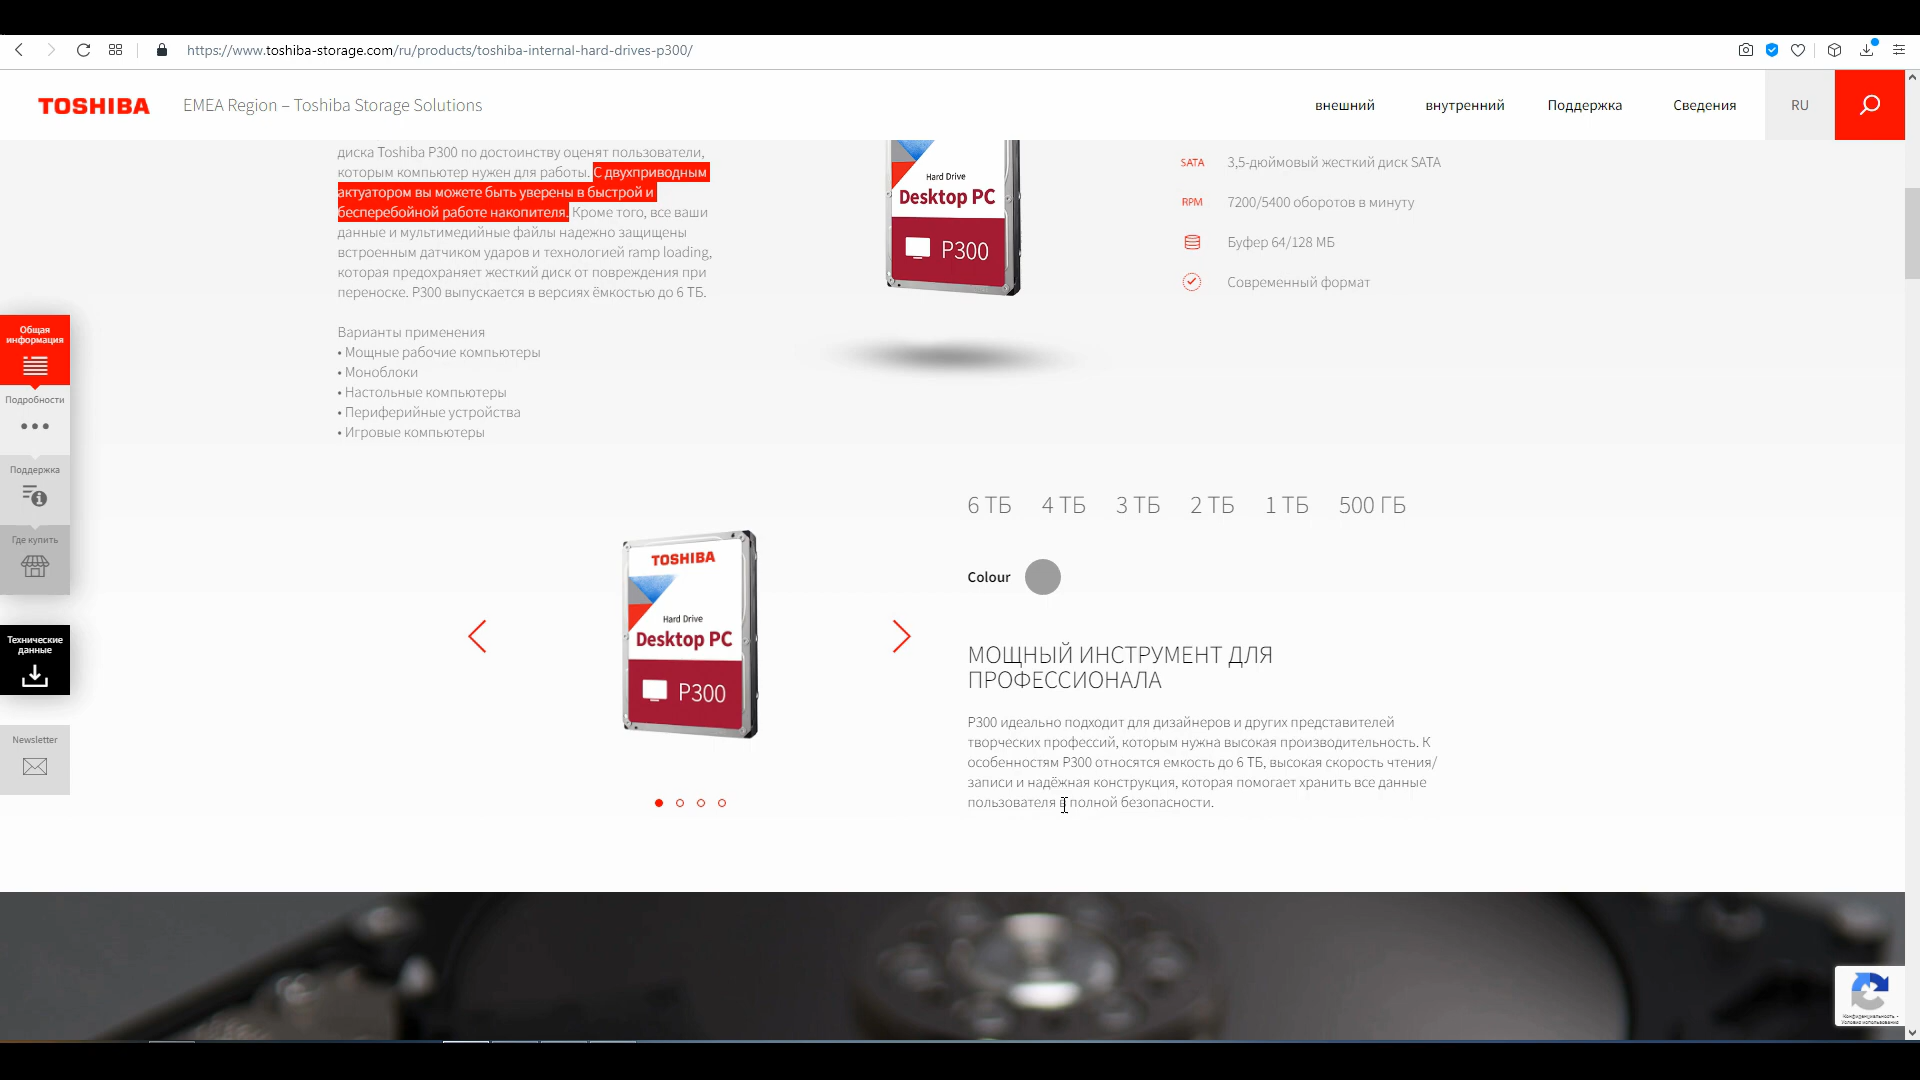 https://www.toshiba-storage.com/ru/products/toshiba-internal-hard-drives-p300/
TOSHIBA
EMEA Region – Toshiba Storage Solutions
внешний
внутренний
Поддержка
Сведения
RU
диска Toshiba P300 по достоинству оценят пользователи,
которым компьютер нужен для работы. С двухприводным
актуатором вы можете быть уверены в быстрой и
бесперебойной работе накопителя. Кроме того, все ваши
данные и мультимедийные файлы надежно защищены
встроенным датчиком ударов и технологией ramp loading,
которая предохраняет жесткий диск от повреждения при
переноске. P300 выпускается в версиях ёмкостью до 6 ТБ.
Варианты применения
• Мощные рабочие компьютеры
• Моноблоки
• Настольные компьютеры
• Периферийные устройства
• Игровые компьютеры
Hard Drive
Desktop PC
P300
SATA
3,5-дюймовый жесткий диск SATA
RPM
7200/5400 оборотов в минуту
Буфер 64/128 МБ
Современный формат
Общая
информация
Подробности
Поддержка
Где купить
Технические
данные
Newsletter
TOSHIBA
Hard Drive
Desktop PC
P300
6 ТБ
4 ТБ
3 ТБ
2 ТБ
1 ТБ
500 ГБ
Colour
МОЩНЫЙ ИНСТРУМЕНТ ДЛЯ
ПРОФЕССИОНАЛА
P300 идеально подходит для дизайнеров и других представителей
творческих профессий, которым нужна высокая производительность. К
особенностям P300 относятся емкость до 6 ТБ, высокая скорость чтения/
записи и надёжная конструкция, которая помогает хранить все данные
пользователя в полной безопасности.
Конфиденциальность -
Условия использования